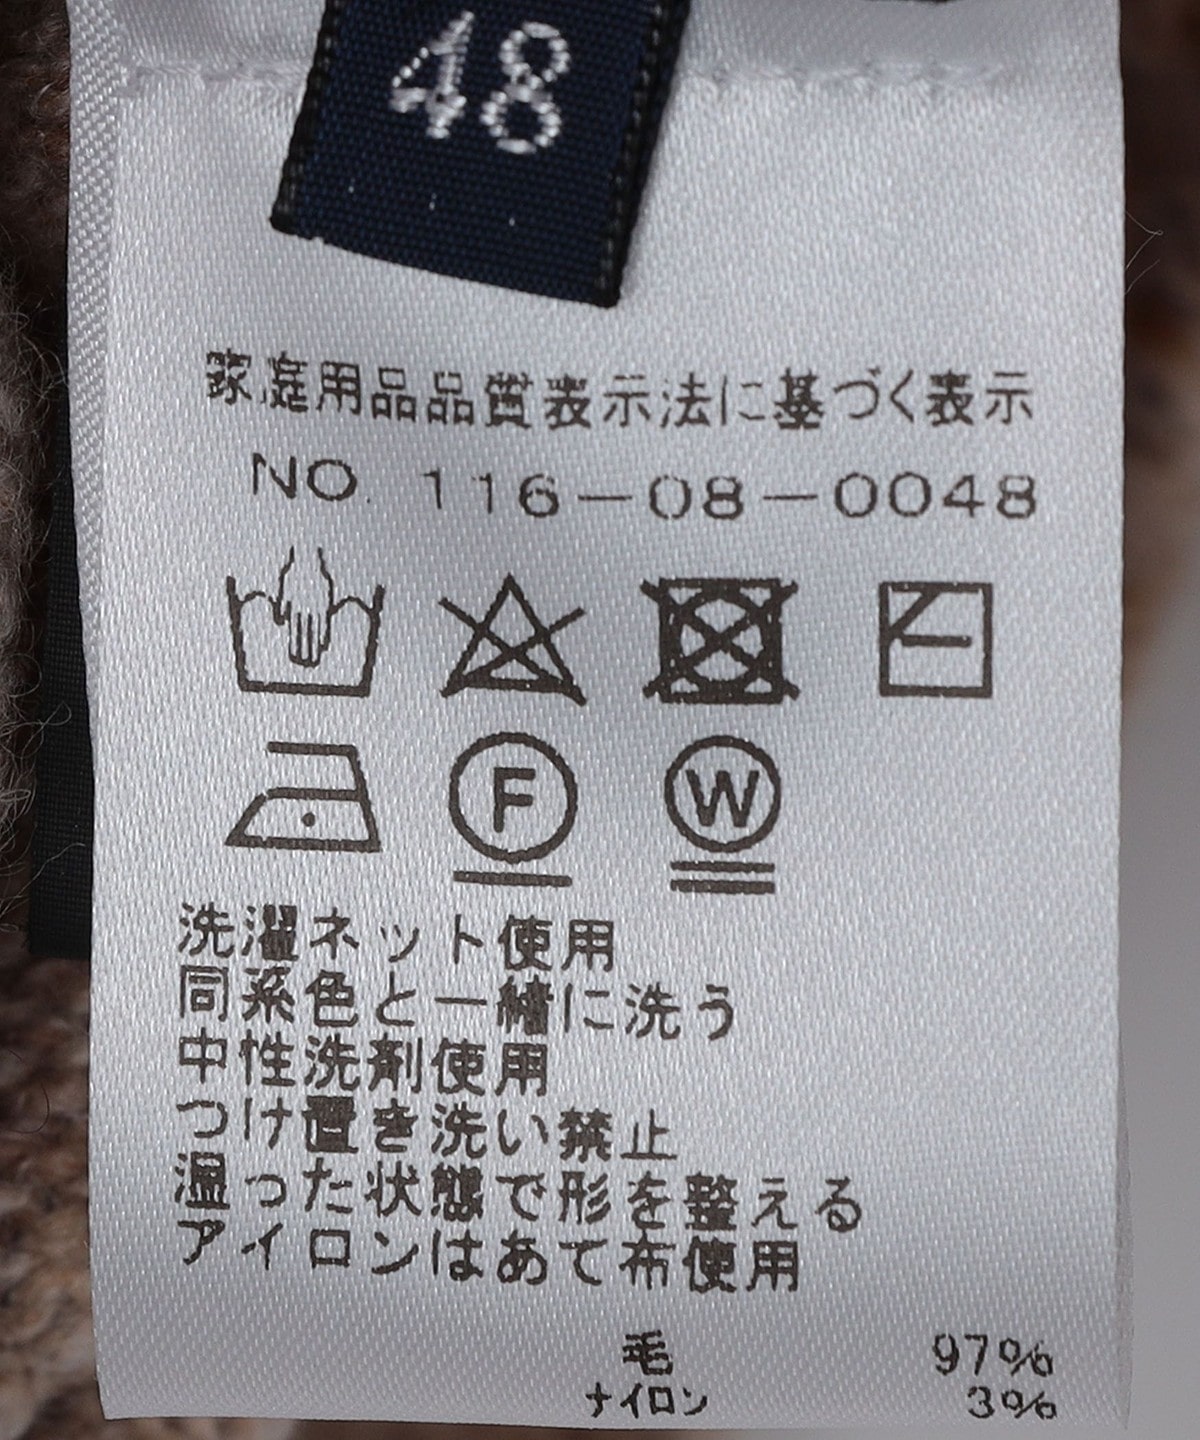 48
家庭用品品質表示法に基づく表示
NO. 116-08-0048
F W
洗濯ネット使用
同系色と一緒に洗う
中性洗剤使用
つけ置き洗い禁止
湿った状態で形を整える
アイロンはあて布使用
毛 97%
ナイロン 3%